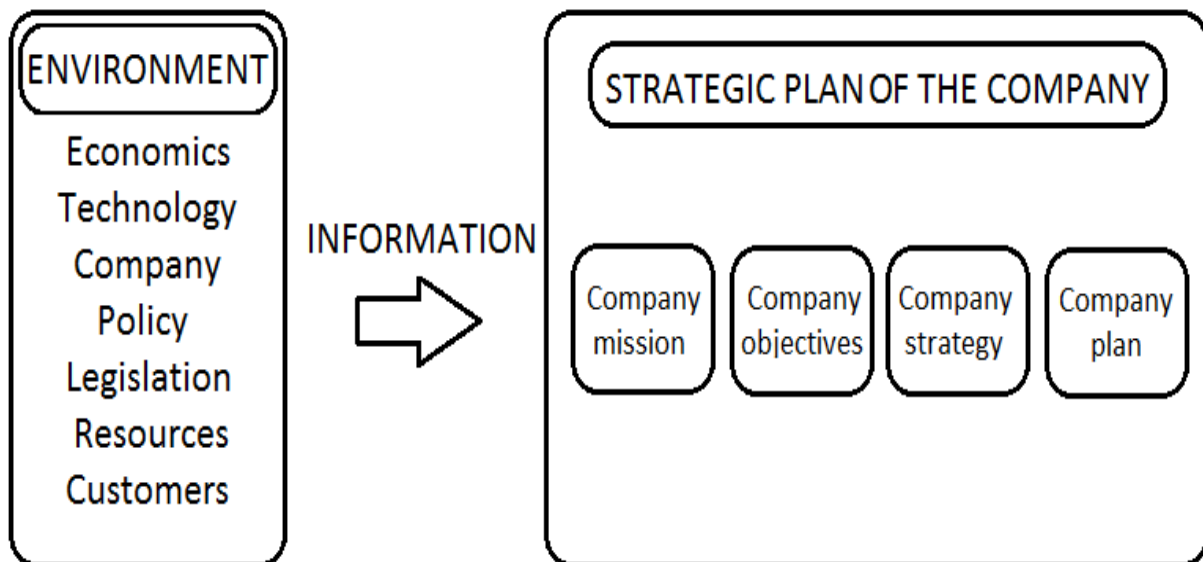 ENVIRONMENT
Economics
Technology
Company
Policy
Legislation
Resources
Customers
INFORMATION
STRATEGIC PLAN OF THE COMPANY
Company
mission
Company
objectives
Company
strategy
Company
plan